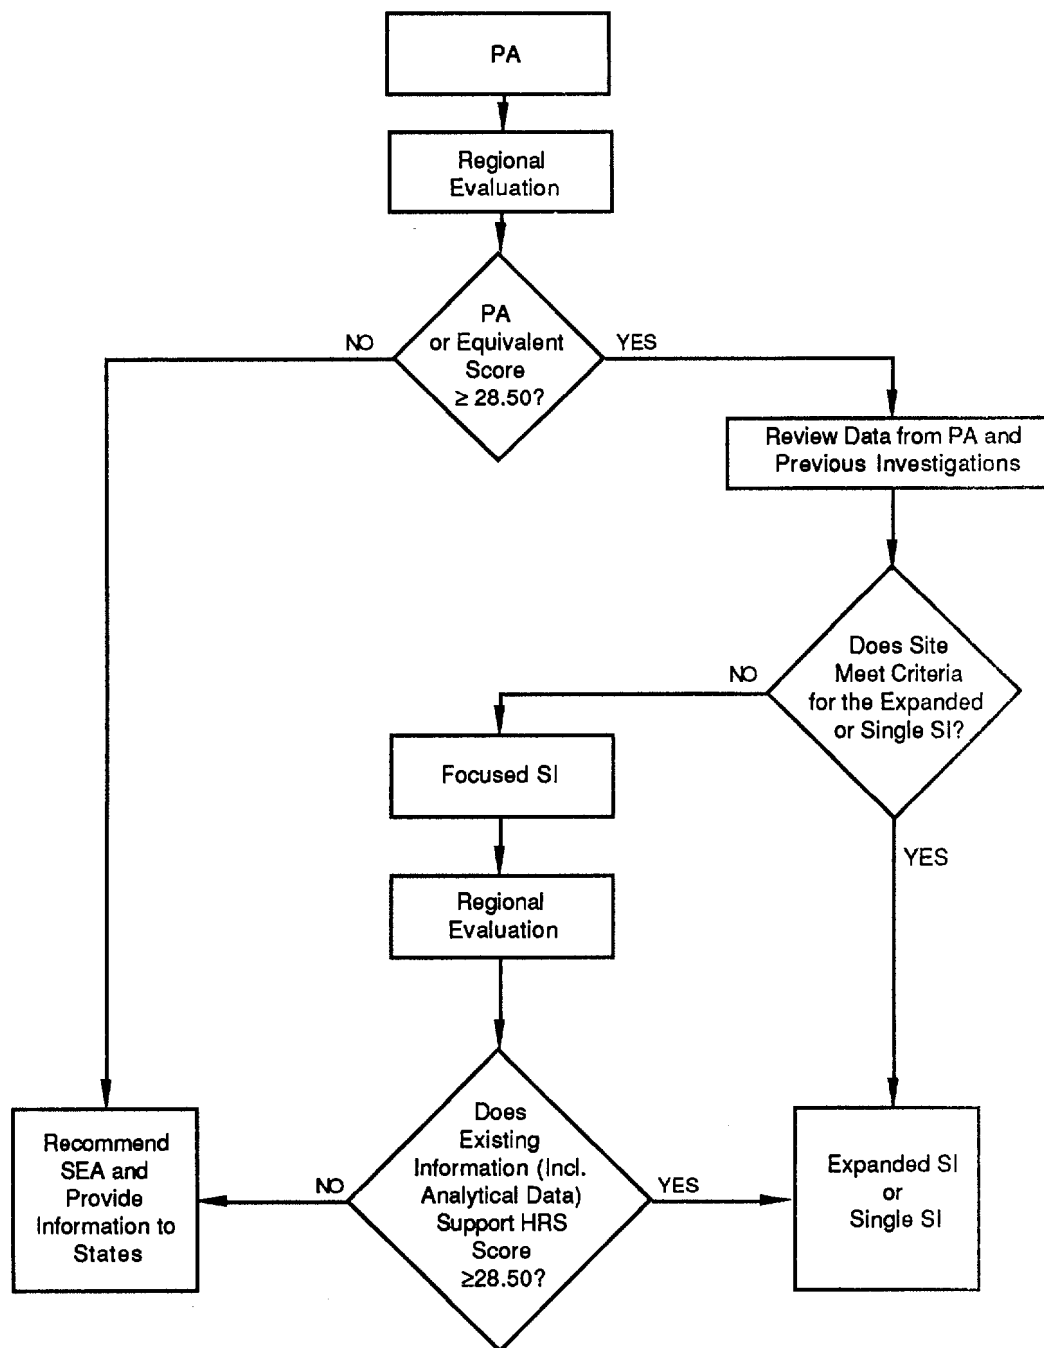 PA
Regional
Evaluation
PA
or Equivalent
Score
≥ 28.50?
NO
YES
Review Data from PA and
Previous Investigations
Does Site
Meet Criteria
for the Expanded
or Single SI?
NO
YES
Focused SI
Regional
Evaluation
Does
Existing
Information (Incl.
Analytical Data)
Support HRS
Score
≥28.50?
NO
YES
Recommend
SEA and
Provide
Information to
States
Expanded SI
or
Single SI